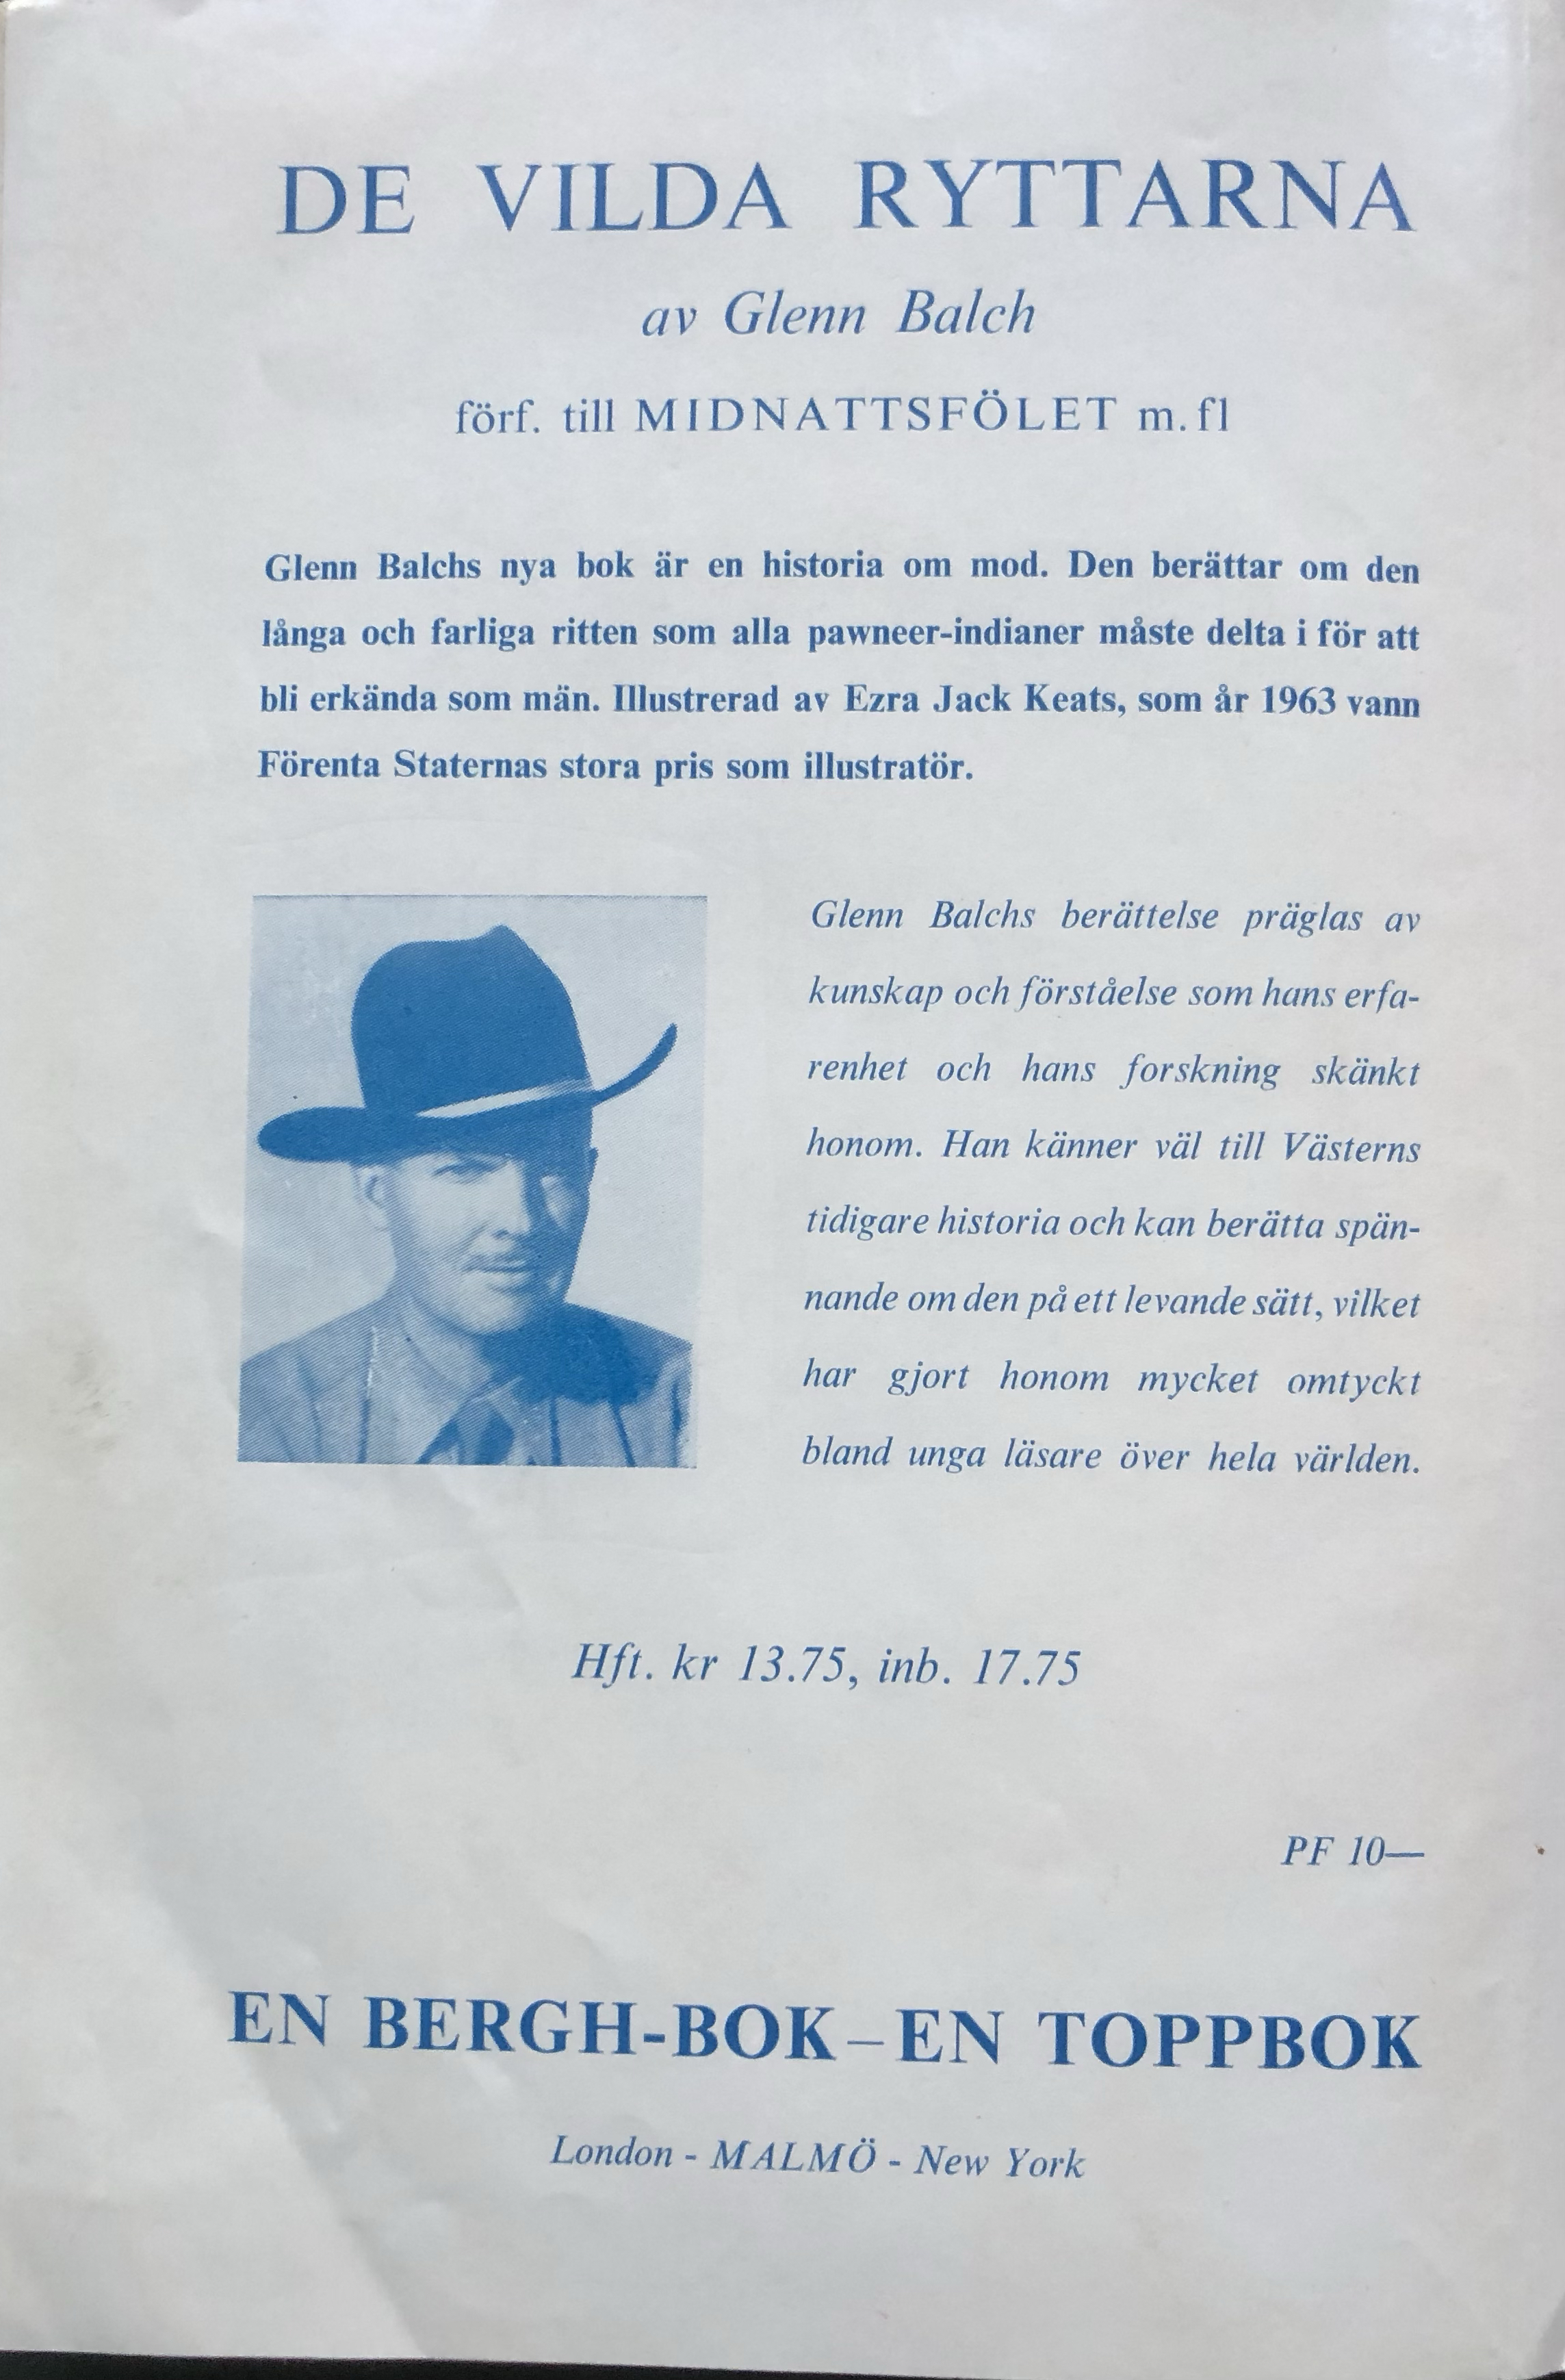 DE VILDA RYTTARNA
av Glenn Balch
förf. till MIDNATTSFÖLET m. fl
Glenn Balchs nya bok är en historia om mod. Den berättar om den
långa och farliga ritten som alla pawneer-indianer måste delta i för att
bli erkända som män. Illustrerad av Ezra Jack Keats, som år 1963 vann
Förenta Staternas stora pris som illustratör.
Glenn Balchs berättelse präglas av
kunskap och förståelse som hans erfa-
renhet och hans forskning skänkt
honom. Han känner väl till Västerns
tidigare historia och kan berätta spän-
nande om den på ett levande sätt, vilket
har gjort honom mycket omtyckt
bland unga läsare över hela världen.
Hft. kr 13.75, inb. 17.75
PF 10—
EN BERGH-BOK – EN TOPPBOK
London - MALMÖ - New York